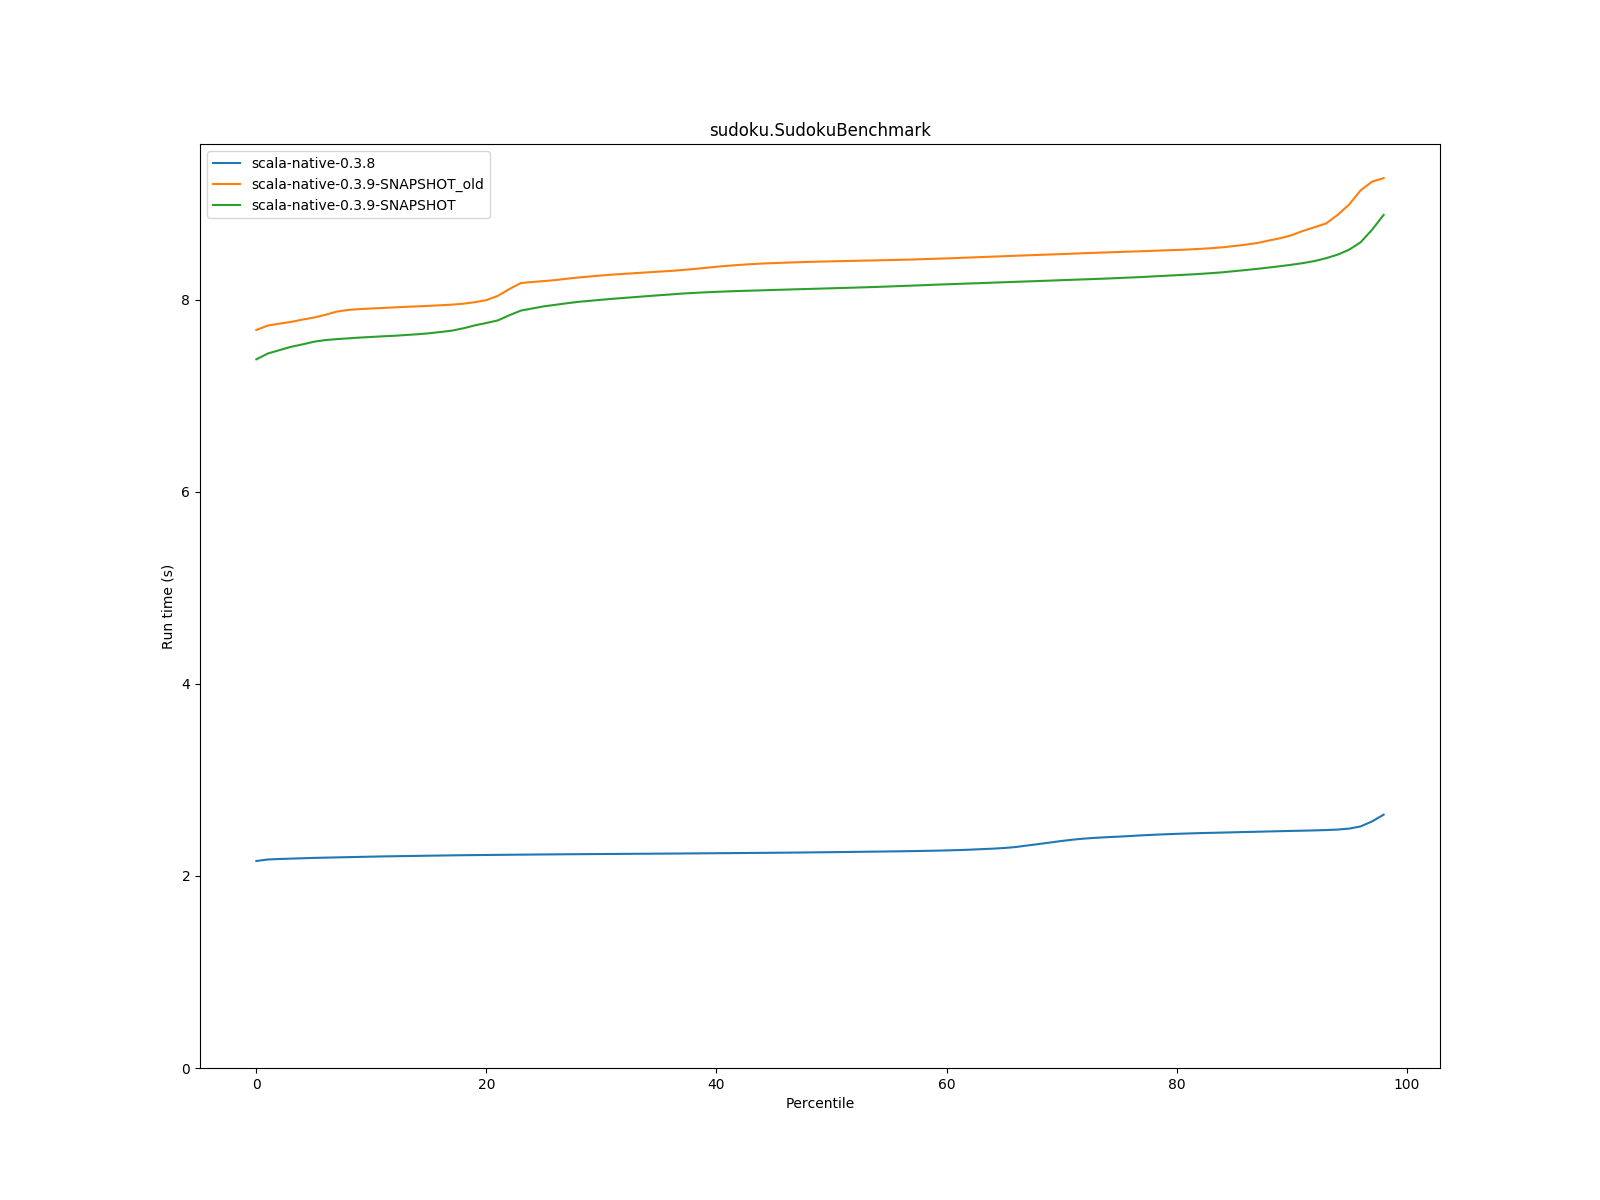 sudoku.SudokuBenchmark
scala-native-0.3.8
scala-native-0.3.9-SNAPSHOT_old
scala-native-0.3.9-SNAPSHOT
8
6
4
2
0
Run time (s)
0 20 40 60 80 100
Percentile